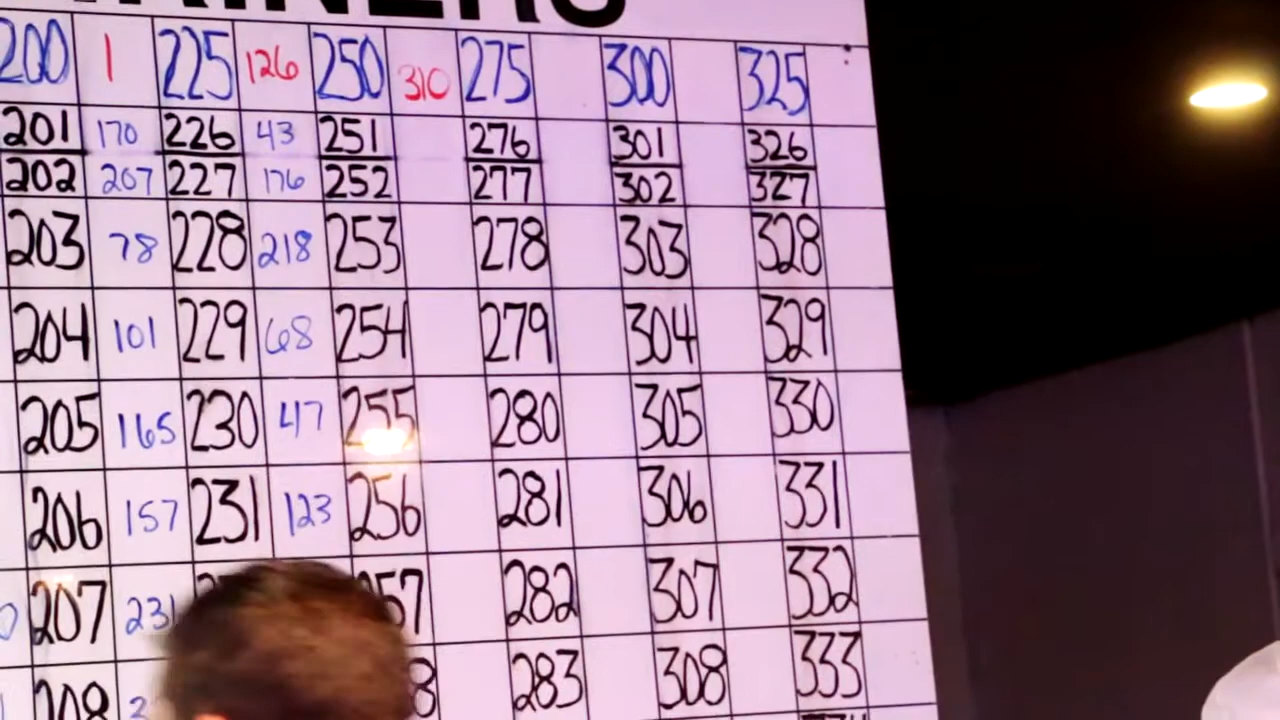 200 1 225 126 250 310 275 300 325
201 170 226 43 251 276 301 326
202 207 227 176 252 277 302 327
203 78 228 218 253 278 303 328
204 101 229 68 254 279 304 329
205 165 230 47 255 280 305 330
206 157 231 123 256 281 306 331
207 231 282 307 332
208 283 308 333